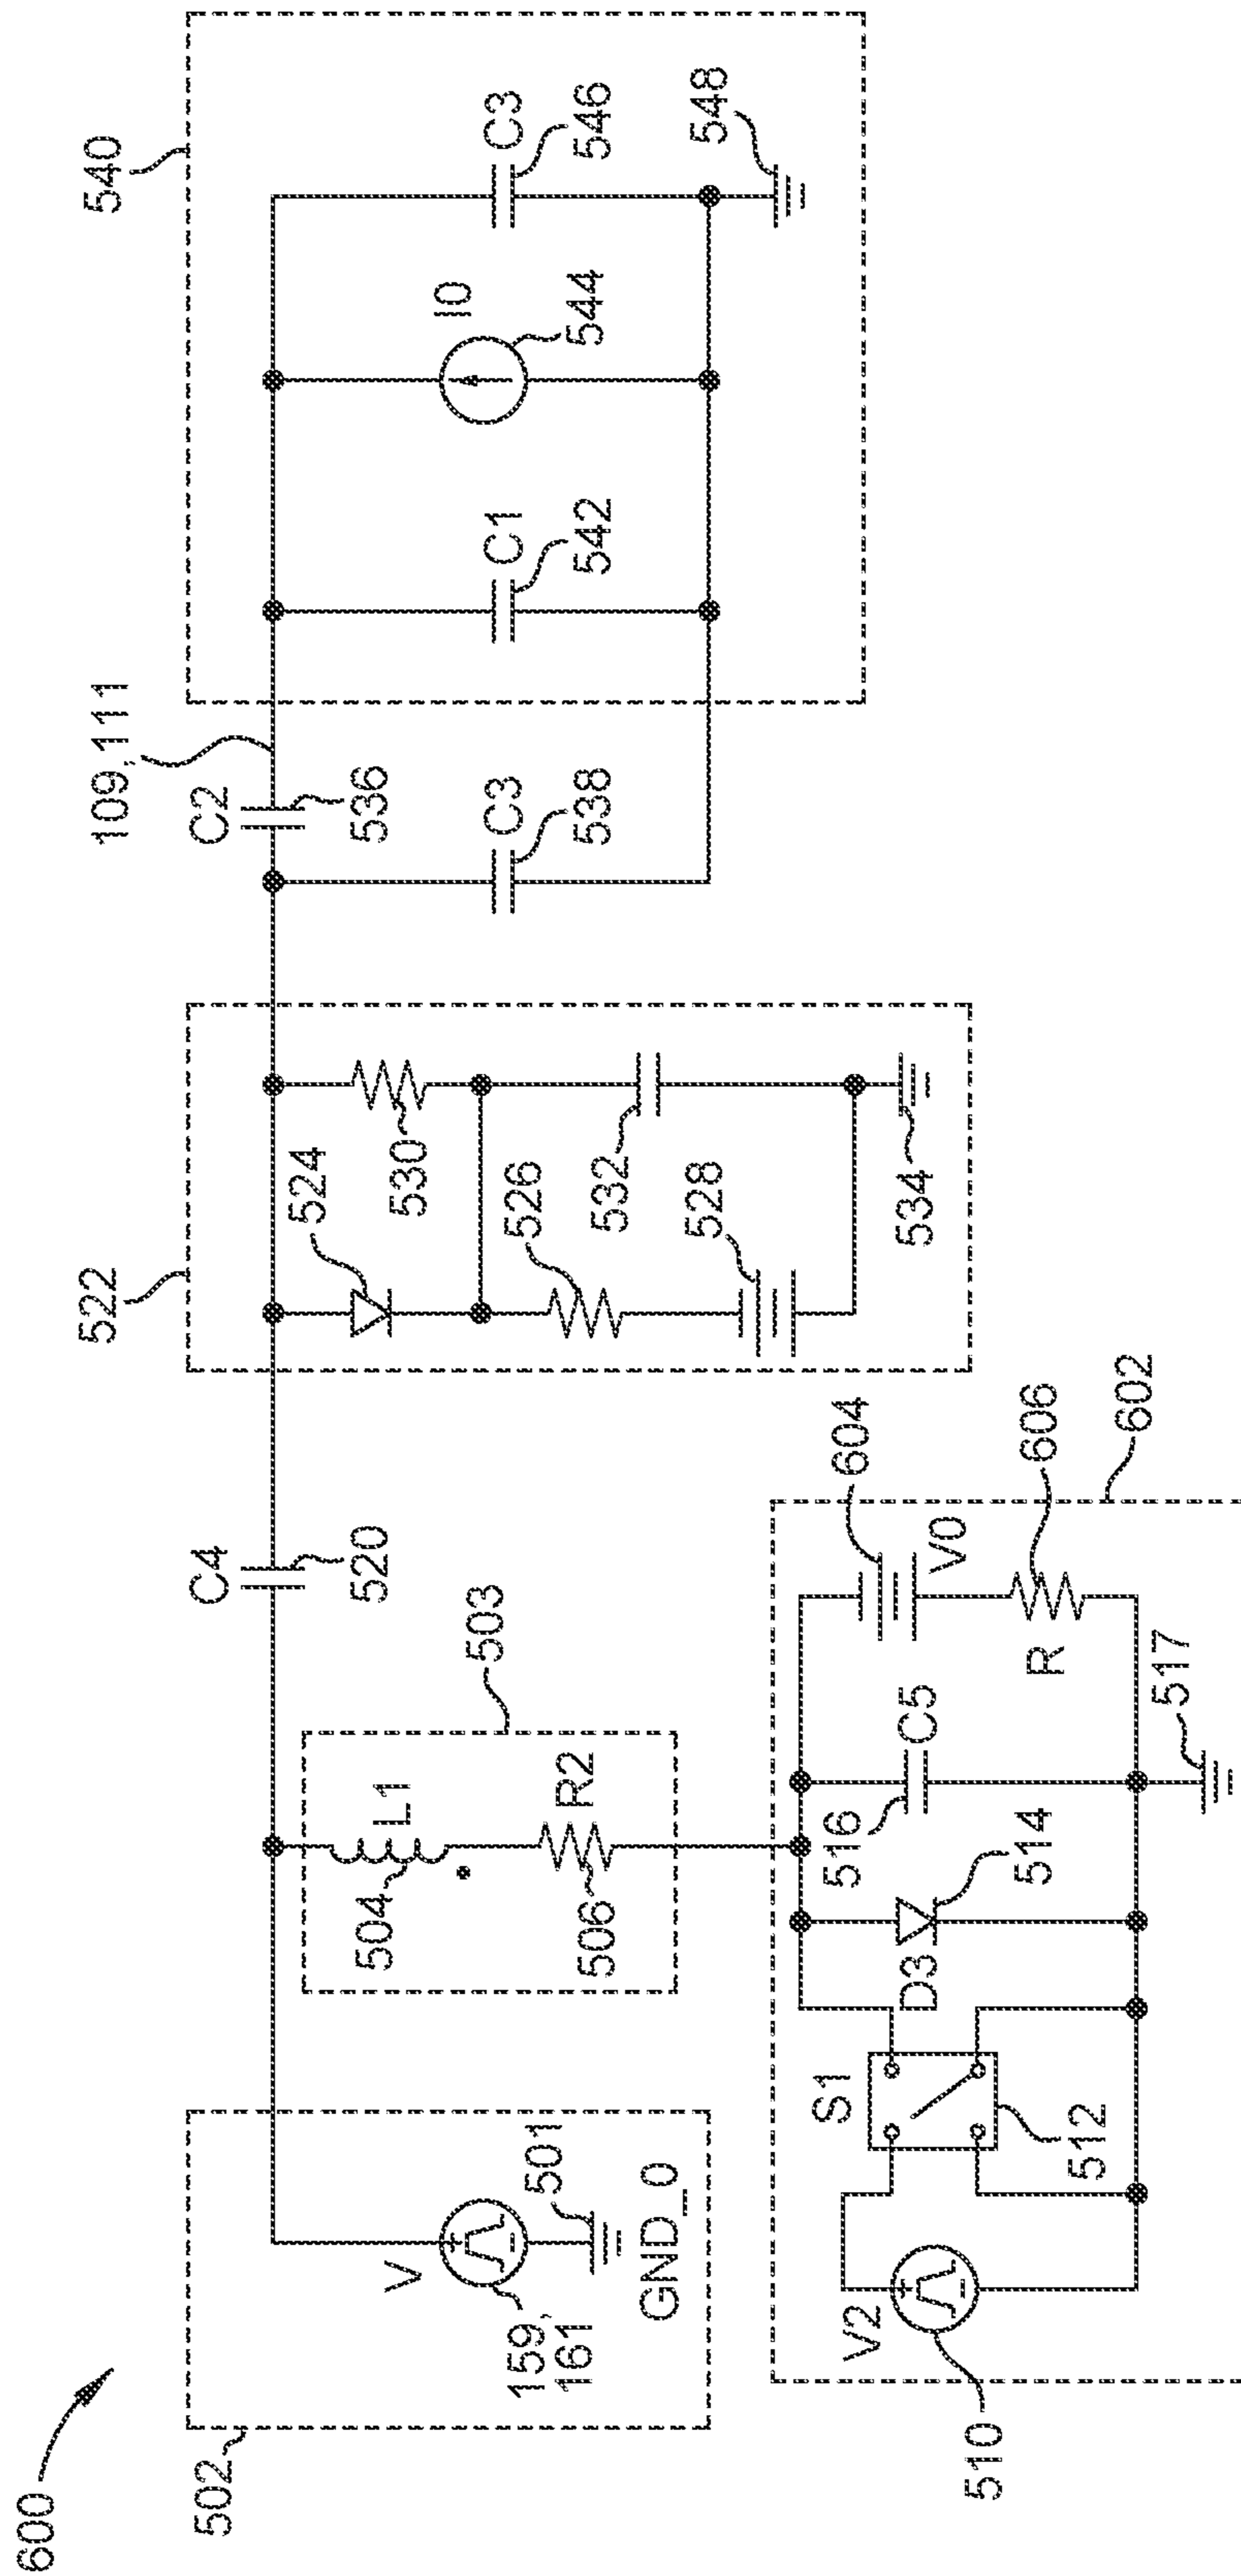 600
502
V
159,
161
501
GND_0
503
L1
504
R2
506
C4
520
522
524
530
526
532
528
534
C2
536
109,111
C3
538
540
C1
542
I0
544
C3
546
548
V2
510
S1
512
D3
514
516
C5
517
604
V0
R
606
602